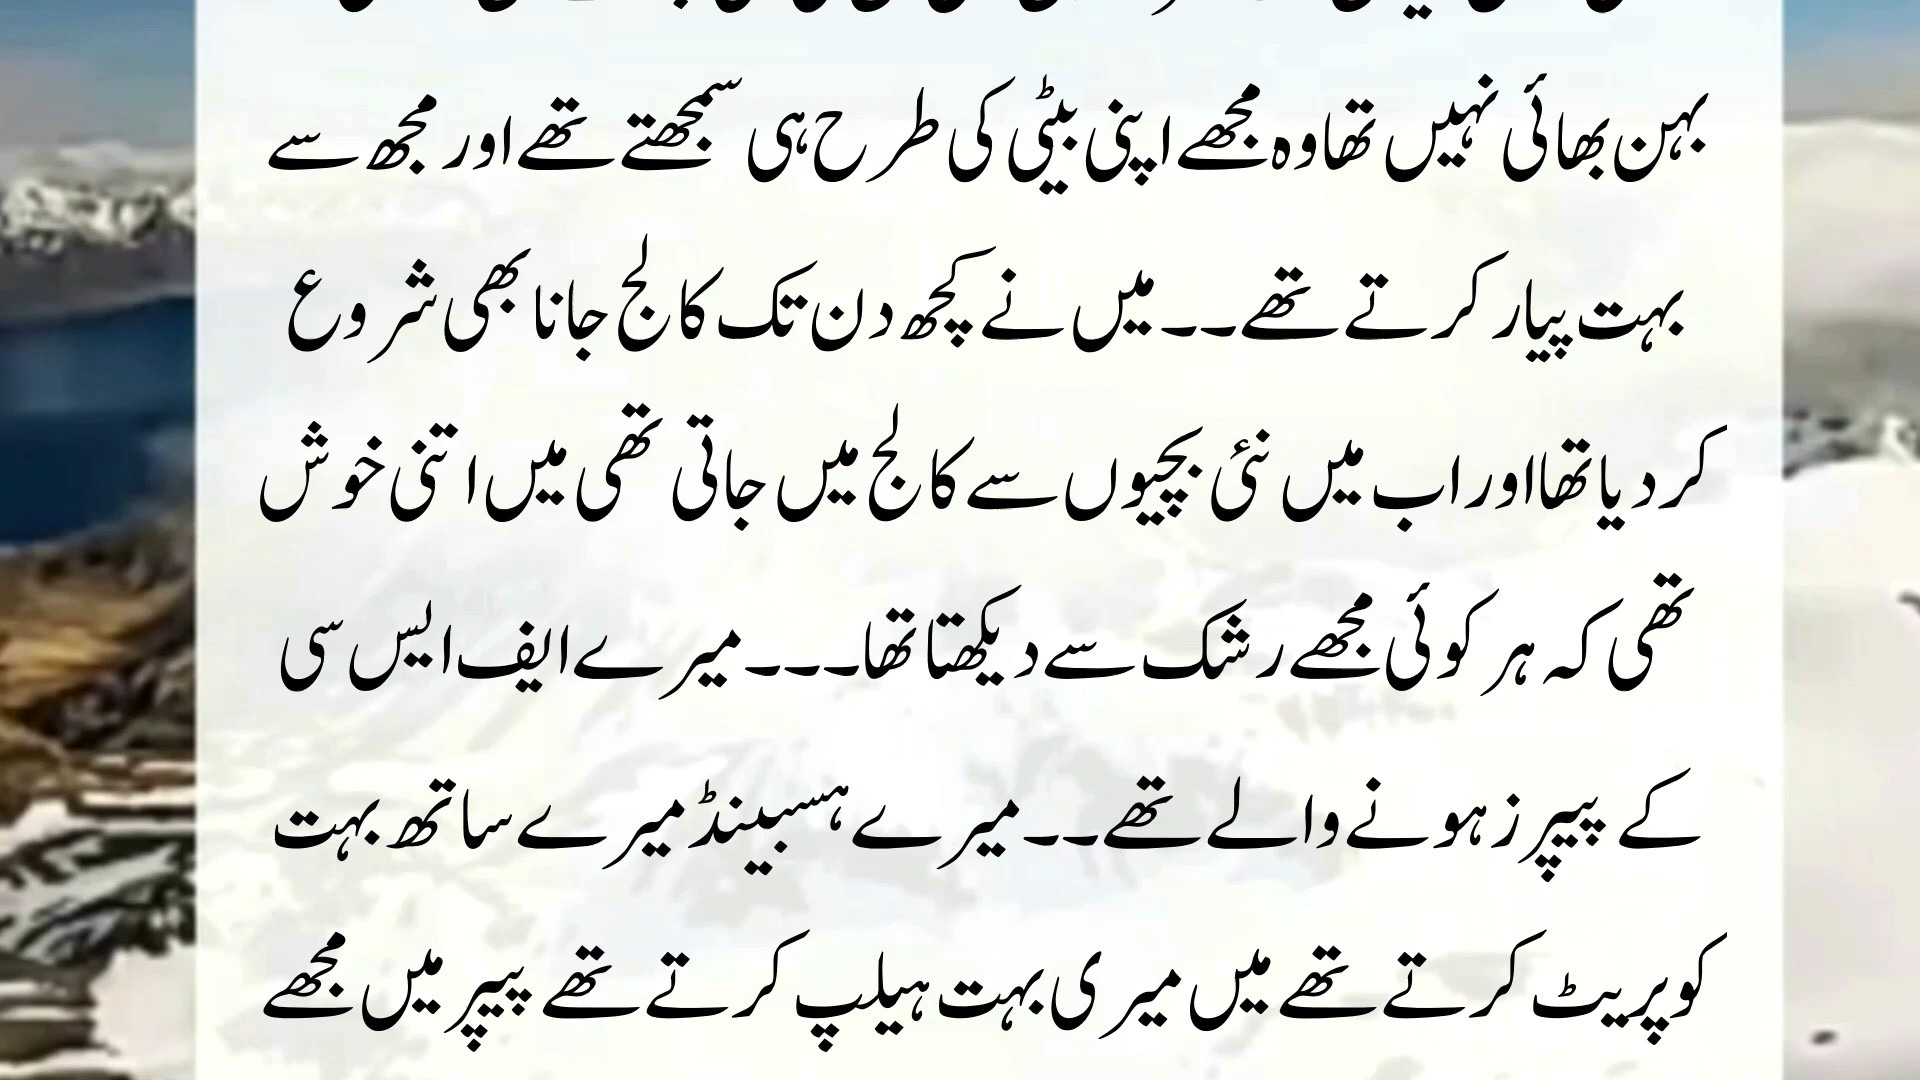 بہن بھائی نہیں تھا وہ مجھے اپنی بیٹی کی طرح ہی سمجھتے تھے اور مجھ سے
بہت پیار کرتے تھے۔۔ میں نے کچھ دن تک کالج جانا بھی شروع
کر دیا تھا اور اب میں نئی بچیوں سے کالج میں جاتی تھی میں اتنی خوش
تھی کہ ہر کوئی مجھے رشک سے دیکھتا تھا۔۔۔ میرے ایف ایس سی
کے پیپرز ہونے والے تھے۔۔ میرے ہسبینڈ میرے ساتھ بہت
کوپریٹ کرتے تھے میں میری بہت ہیلپ کرتے تھے پیپر میں مجھے